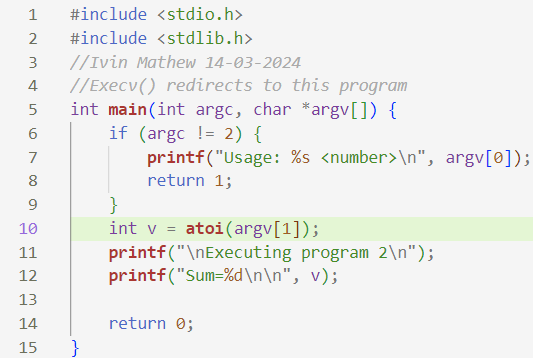 1 #include <stdio.h>
2 #include <stdlib.h>
3 //Ivin Mathew 14-03-2024
4 //Execv() redirects to this program
5 int main(int argc, char *argv[]) {
6     if (argc != 2) {
7         printf("Usage: %s <number>\n", argv[0]);
8         return 1;
9     }
10     int v = atoi(argv[1]);
11     printf("\nExecuting program 2\n");
12     printf("Sum=%d\n\n", v);
13
14     return 0;
15 }